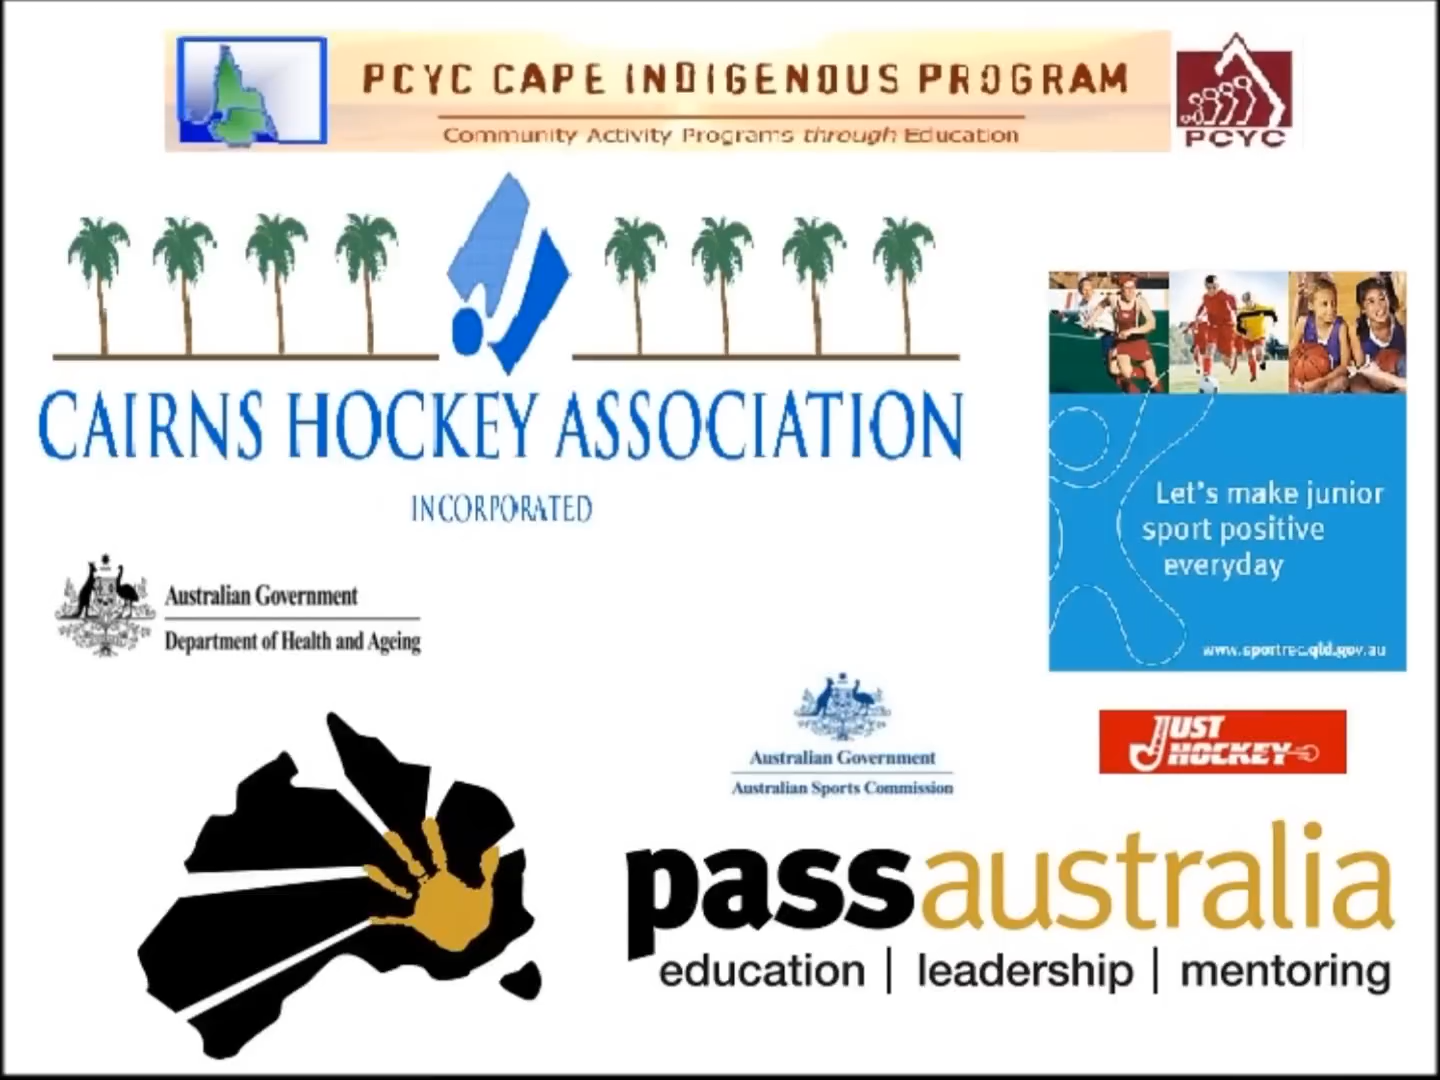 PCYC CAPE INDIGENOUS PROGRAM
Community Activity Programs through Education
PCYC
CAIRNS HOCKEY ASSOCIATION
INCORPORATED
Let's make junior
sport positive
everyday
www.sportrec.qld.gov.au
Australian Government
Department of Health and Ageing
Australian Government
Australian Sports Commission
JUST
HOCKEY
passaustralia
education | leadership | mentoring